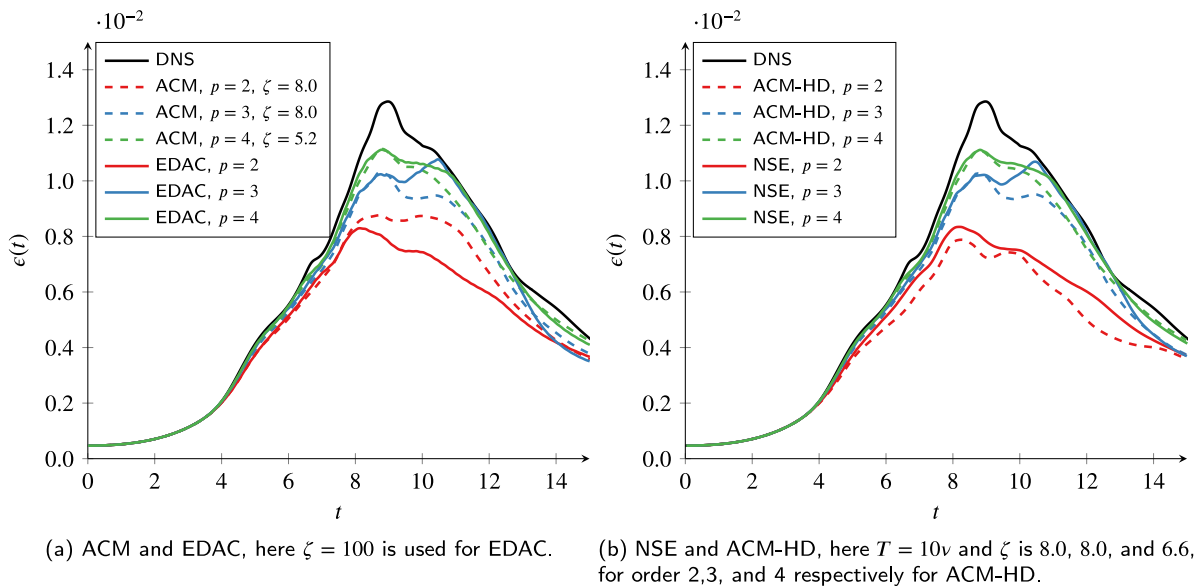 ·10−2
1.4
1.2
1.0
0.8
0.6
0.4
0.2
0.0
0 2 4 6 8 10 12 14
ϵ(t)
t
DNS
ACM, p = 2, ζ = 8.0
ACM, p = 3, ζ = 8.0
ACM, p = 4, ζ = 5.2
EDAC, p = 2
EDAC, p = 3
EDAC, p = 4
(a) ACM and EDAC, here ζ = 100 is used for EDAC.
·10−2
1.4
1.2
1.0
0.8
0.6
0.4
0.2
0.0
0 2 4 6 8 10 12 14
ϵ(t)
t
DNS
ACM-HD, p = 2
ACM-HD, p = 3
ACM-HD, p = 4
NSE, p = 2
NSE, p = 3
NSE, p = 4
(b) NSE and ACM-HD, here T = 10ν and ζ is 8.0, 8.0, and 6.6,
for order 2,3, and 4 respectively for ACM-HD.